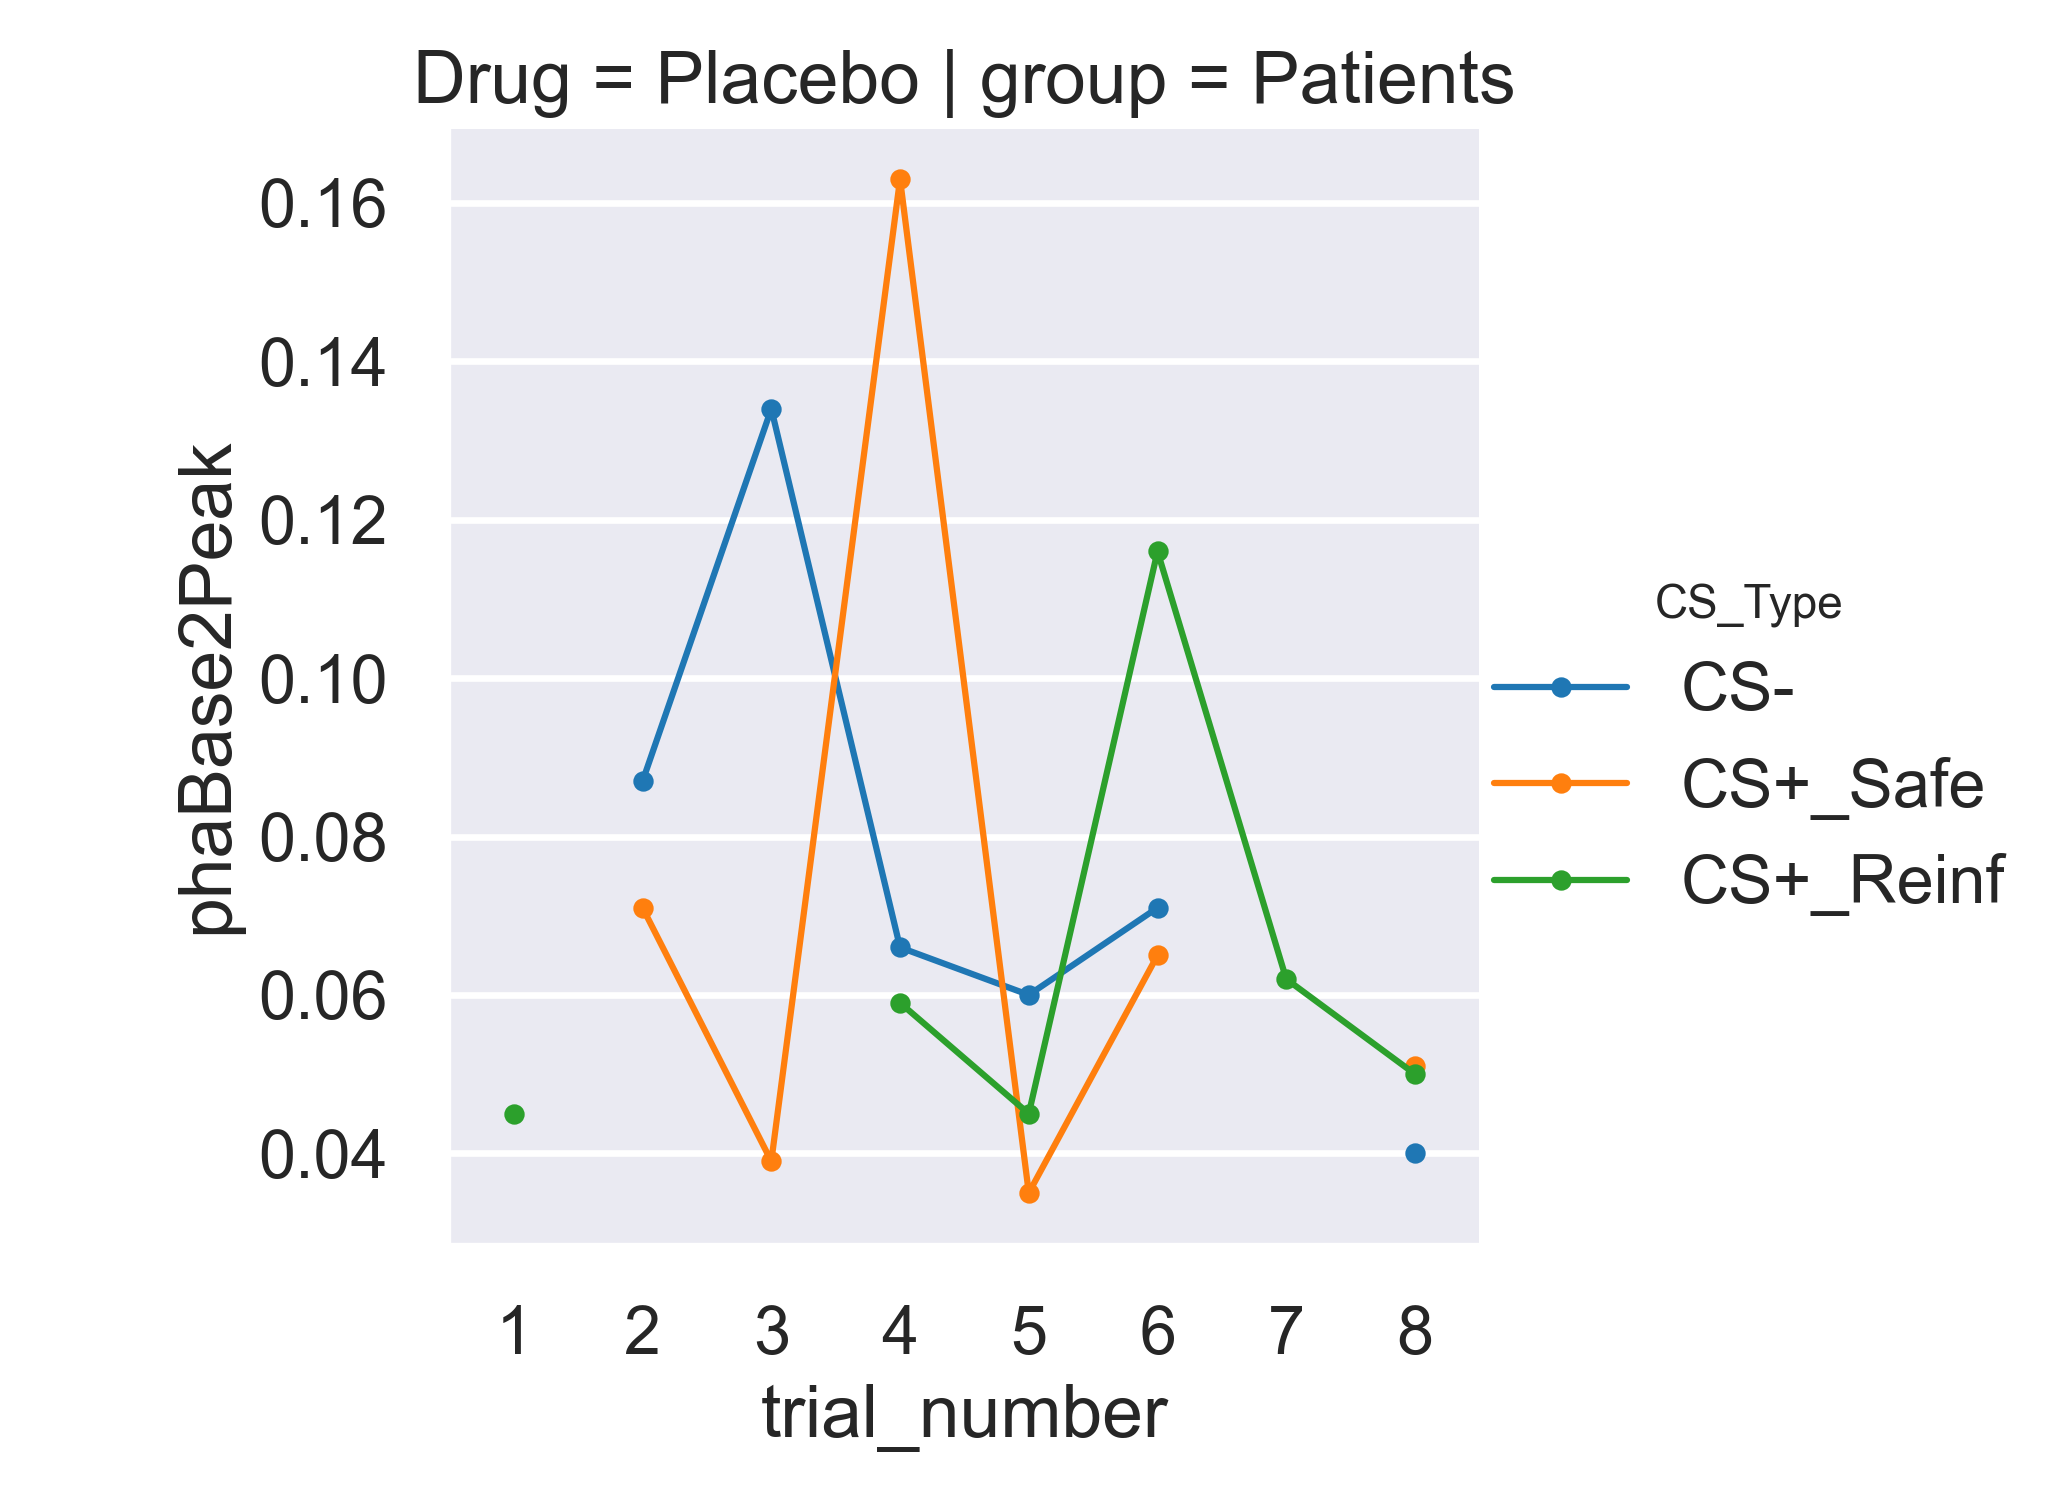 Drug = Placebo | group = Patients
0.16
0.14
0.12
0.10
0.08
0.06
0.04
phaBase2Peak
1 2 3 4 5 6 7 8
trial_number
CS_Type
CS-
CS+_Safe
CS+_Reinf